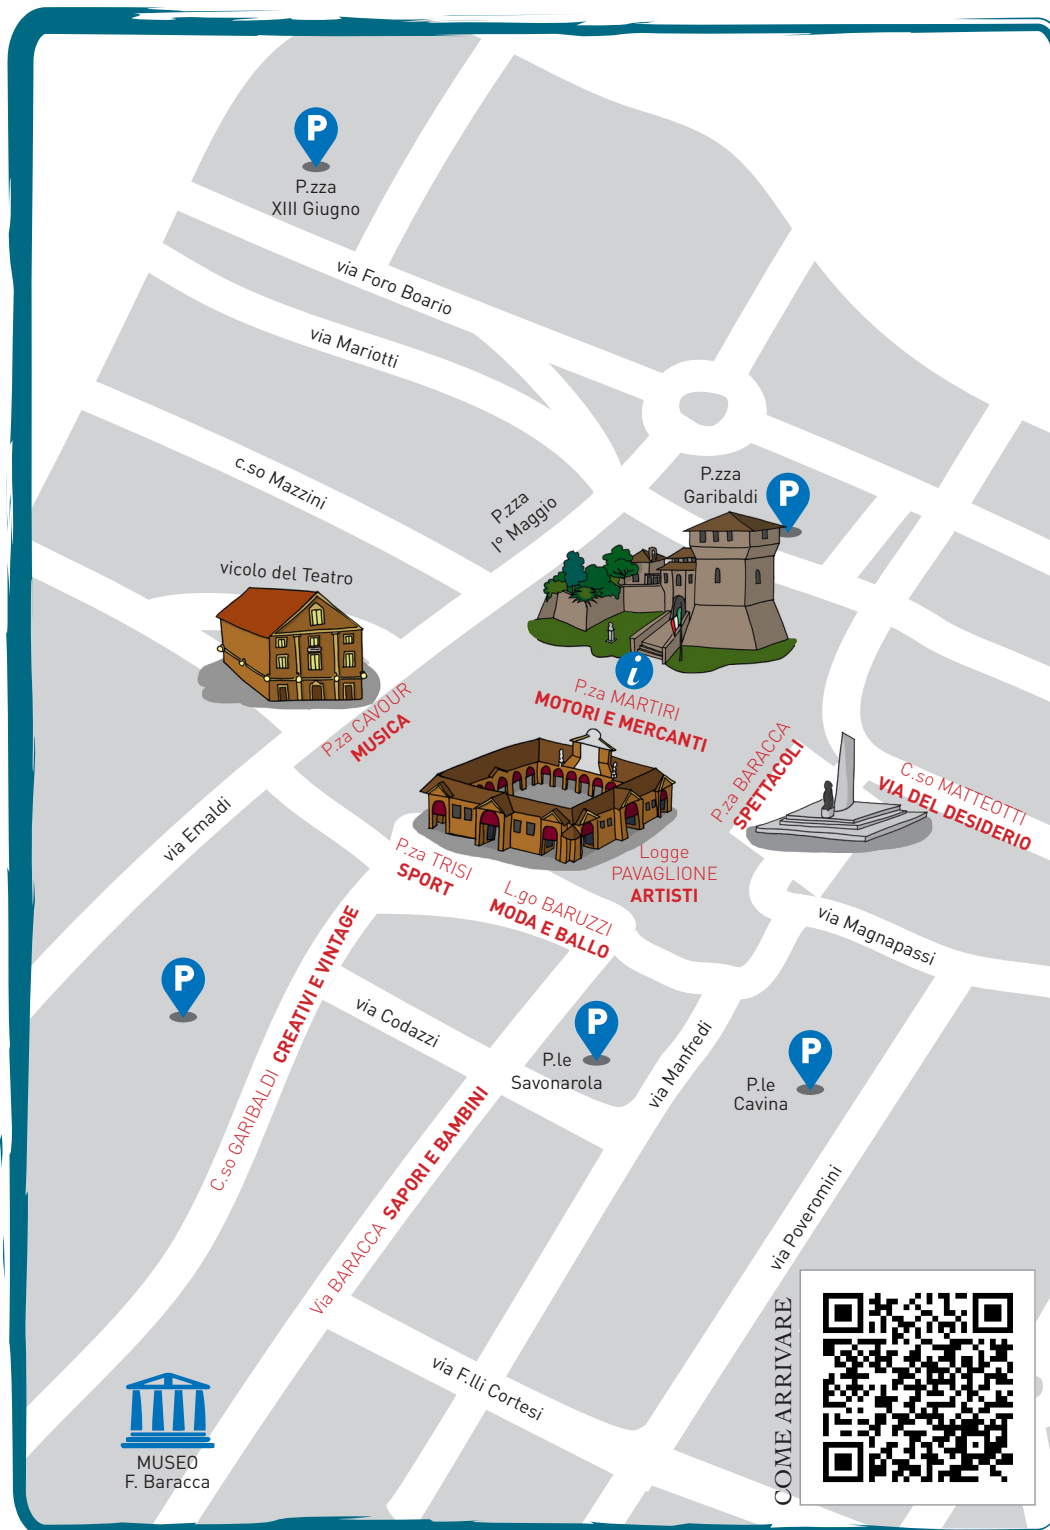 P
P.zza
XIII Giugno
via Foro Boario
via Mariotti
c.so Mazzini
P.zza
I° Maggio
P.zza
Garibaldi
P
vicolo del Teatro
i
P.za MARTIRI
MOTORI E MERCANTI
P.za CAVOUR
MUSICA
P.za BARACCA
SPETTACOLI
C.so MATTEOTTI
VIA DEL DESIDERIO
via Emaldi
P.za TRISI
SPORT
Logge
PAVAGLIONE
ARTISTI
L.go BARUZZI
MODA E BALLO
via Magnapassi
P
C.so GARIBALDI CREATIVI E VINTAGE
via Codazzi
P
P.le
Savonarola
via Manfredi
P
P.le
Cavina
Via BARACCA SAPORI E BAMBINI
via Poveromini
via F.lli Cortesi
MUSEO
F. Baracca
COME ARRIVARE